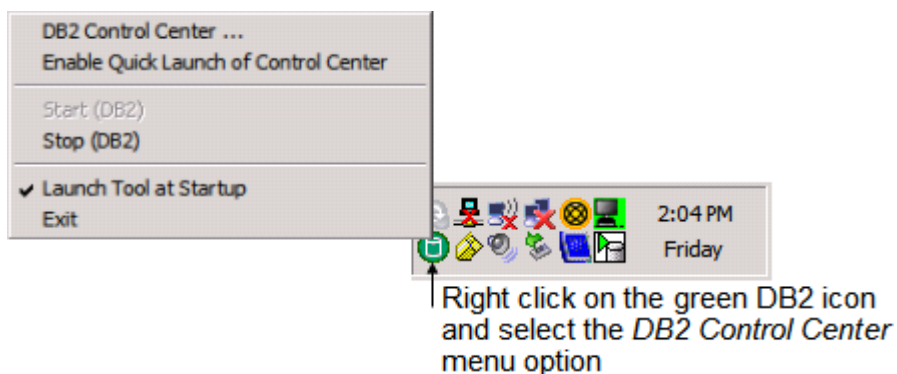 DB2 Control Center ...
Enable Quick Launch of Control Center
Start (DB2)
Stop (DB2)
Launch Tool at Startup
Exit
2:04 PM
Friday
Right click on the green DB2 icon
and select the DB2 Control Center
menu option